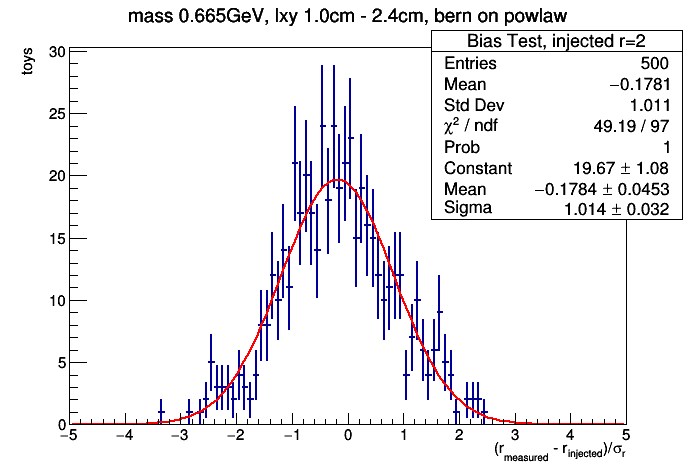 mass 0.665GeV, lxy 1.0cm - 2.4cm, bern on powlaw
Bias Test, injected r=2
Entries 500
Mean −0.1781
Std Dev 1.011
χ² / ndf 49.19 / 97
Prob 1
Constant 19.67 ± 1.08
Mean −0.1784 ± 0.0453
Sigma 1.014 ± 0.032
toys
30
25
20
15
10
5
0
−5 −4 −3 −2 −1 0 1 2 3 4 5
(r_measured - r_injected)/σ_r